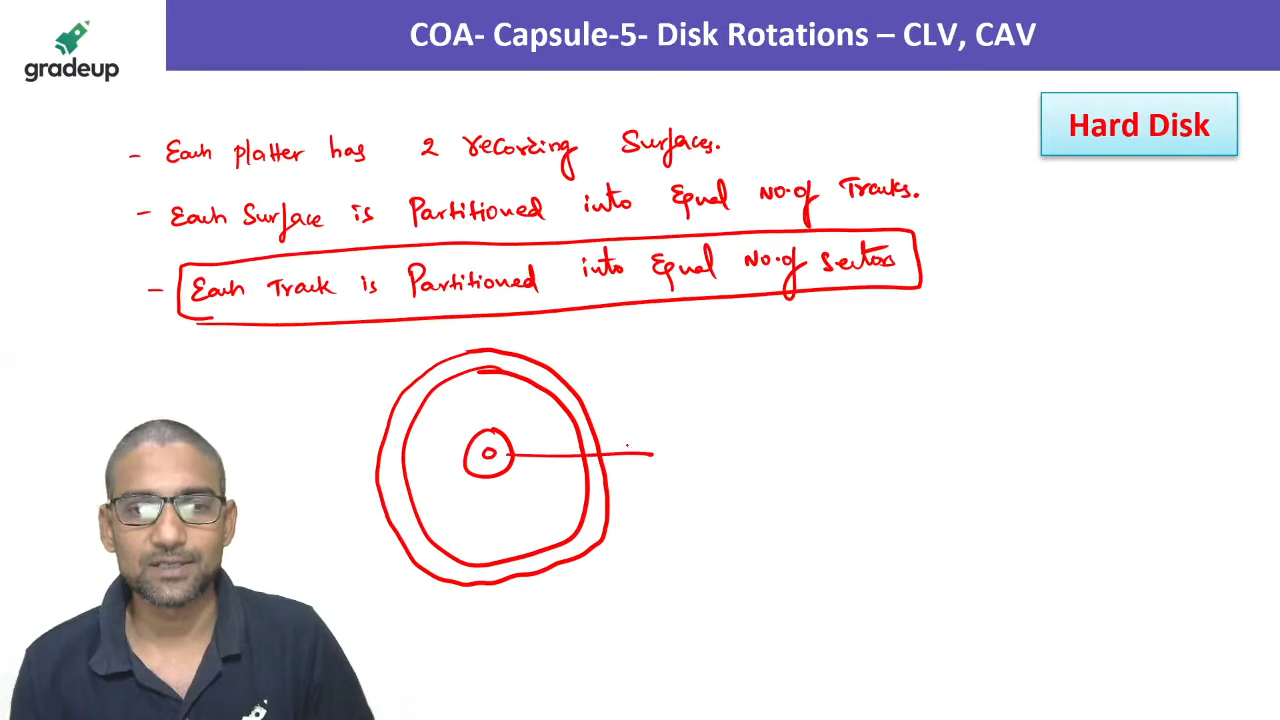 COA- Capsule-5- Disk Rotations – CLV, CAV
gradeup
Hard Disk
- Each platter has 2 recording Surfaces.
- Each Surface is Partitioned into Equal No. of Tracks.
- Each Track is Partitioned into Equal No. of Sectors